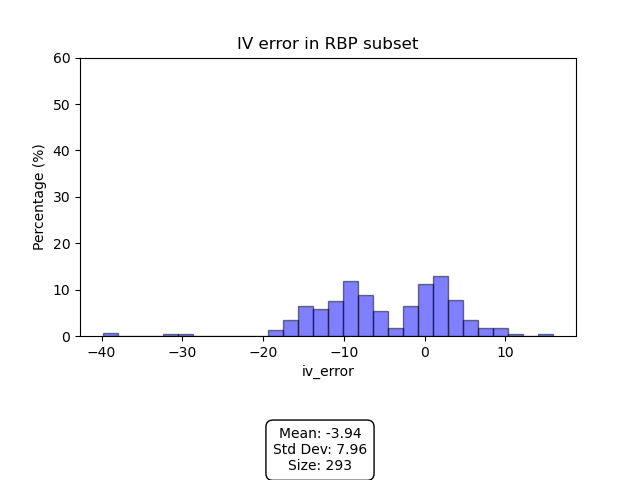 IV error in RBP subset
60
50
40
30
20
10
0
Percentage (%)
−40 −30 −20 −10 0 10
iv_error
Mean: -3.94
Std Dev: 7.96
Size: 293